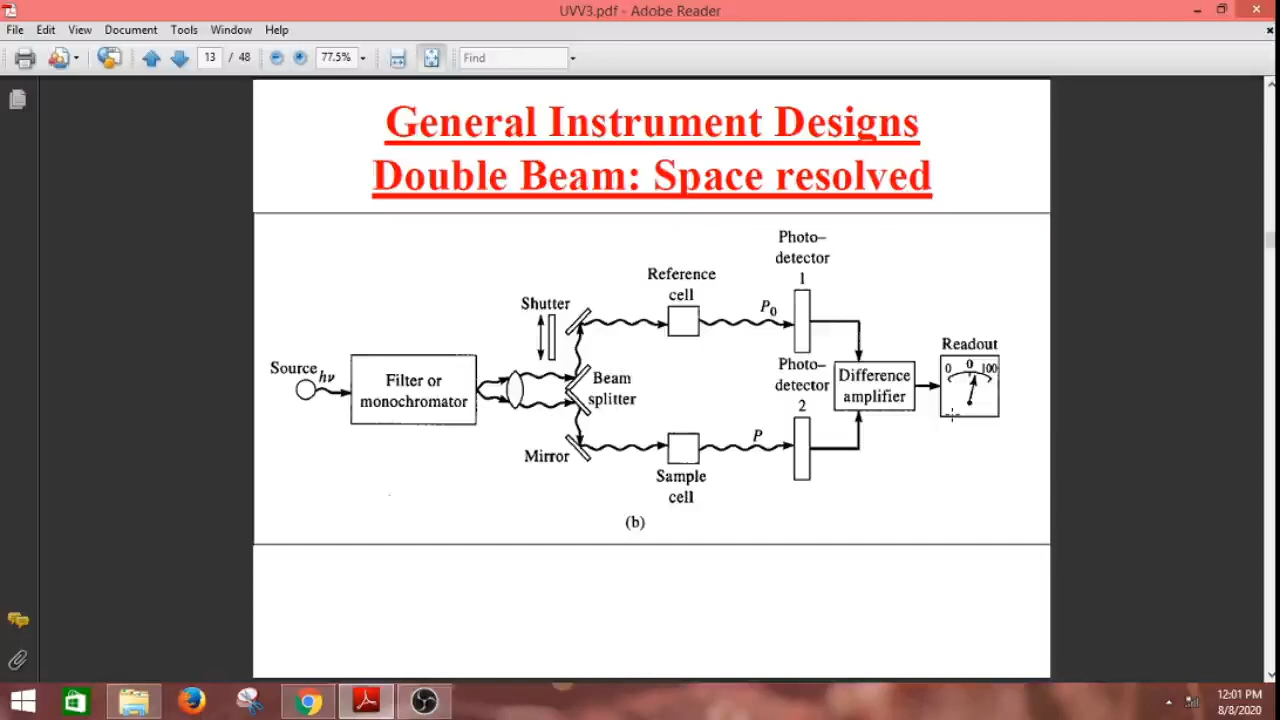 UVV3.pdf - Adobe Reader
File Edit View Document Tools Window Help
13 / 48 77.5% Find
General Instrument Designs
Double Beam: Space resolved
Photo–
detector
1
Reference
cell
P0
Shutter
Source
hν
Filter or
monochromator
Beam
splitter
Mirror
Sample
cell
P
Photo–
detector
2
Difference
amplifier
Readout
0 0 100
(b)
12:01 PM
8/8/2020